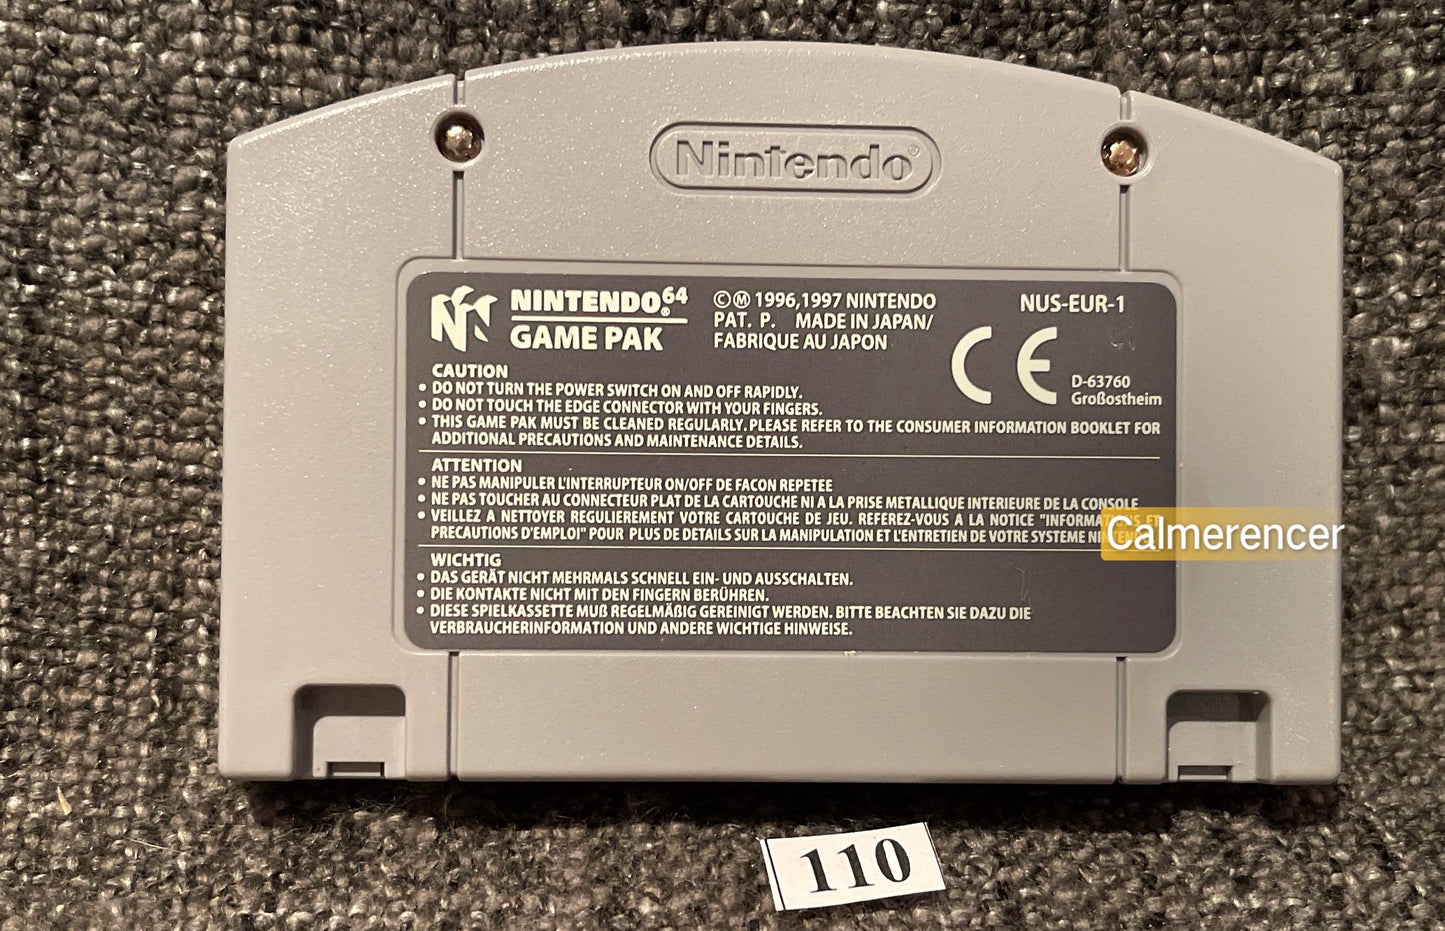 Nintendo®
NINTENDO®64
GAME PAK
©Ⓜ 1996,1997 NINTENDO
PAT. P. MADE IN JAPAN/
FABRIQUE AU JAPON
NUS-EUR-1
CE
D-63760
Großostheim
CAUTION
• DO NOT TURN THE POWER SWITCH ON AND OFF RAPIDLY.
• DO NOT TOUCH THE EDGE CONNECTOR WITH YOUR FINGERS.
• THIS GAME PAK MUST BE CLEANED REGULARLY. PLEASE REFER TO THE CONSUMER INFORMATION BOOKLET FOR
ADDITIONAL PRECAUTIONS AND MAINTENANCE DETAILS.
ATTENTION
• NE PAS MANIPULER L'INTERRUPTEUR ON/OFF DE FACON REPETEE
• NE PAS TOUCHER AU CONNECTEUR PLAT DE LA CARTOUCHE NI A LA PRISE METALLIQUE INTERIEURE DE LA CONSOLE
• VEILLEZ A NETTOYER REGULIEREMENT VOTRE CARTOUCHE DE JEU. REFEREZ-VOUS A LA NOTICE "INFORMATIONS ET
PRECAUTIONS D'EMPLOI" POUR PLUS DE DETAILS SUR LA MANIPULATION ET L'ENTRETIEN DE VOTRE SYSTEME
Calmerencer
WICHTIG
• DAS GERÄT NICHT MEHRMALS SCHNELL EIN- UND AUSSCHALTEN.
• DIE KONTAKTE NICHT MIT DEN FINGERN BERÜHREN.
• DIESE SPIELKASSETTE MUß REGELMÄßIG GEREINIGT WERDEN. BITTE BEACHTEN SIE DAZU DIE
VERBRAUCHERINFORMATION UND ANDERE WICHTIGE HINWEISE.
110